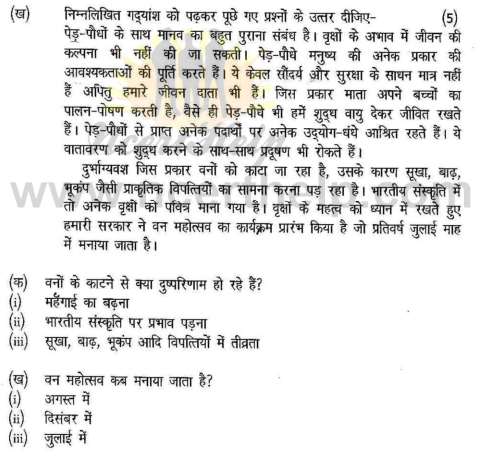 (ख) निम्नलिखित गद्यांश को पढ़कर पूछे गए प्रश्नों के उत्तर दीजिए- (5)
पेड़-पौधों के साथ मानव का बहुत पुराना संबंध है। वृक्षों के अभाव में जीवन की
कल्पना भी नहीं की जा सकती। पेड़-पौधे मनुष्य की अनेक प्रकार की
आवश्यकताओं की पूर्ति करते हैं। ये केवल सौंदर्य और सुरक्षा के साधन मात्र नहीं
हैं अपितु हमारे जीवन दाता भी हैं। जिस प्रकार माता अपने बच्चों का
पालन-पोषण करती है, वैसे ही पेड़-पौधे भी हमें शुद्ध वायु देकर जीवित रखते
हैं। पेड़-पौधों से प्राप्त अनेक पदार्थों पर अनेक उद्योग-धंधे आश्रित रहते हैं। ये
वातावरण को शुद्ध करने के साथ-साथ प्रदूषण भी रोकते हैं।
दुर्भाग्यवश जिस प्रकार वनों को काटा जा रहा है, उसके कारण सूखा, बाढ़,
भूकंप जैसी प्राकृतिक विपत्तियों का सामना करना पड़ रहा है। भारतीय संस्कृति में
तो अनेक वृक्षों को पवित्र माना गया है। वृक्षों के महत्व को ध्यान में रखते हुए
हमारी सरकार ने वन महोत्सव का कार्यक्रम प्रारंभ किया है जो प्रतिवर्ष जुलाई माह
में मनाया जाता है।
(क) वनों के काटने से क्या दुष्परिणाम हो रहे हैं?
(i) महँगाई का बढ़ना
(ii) भारतीय संस्कृति पर प्रभाव पड़ना
(iii) सूखा, बाढ़, भूकंप आदि विपत्तियों में तीव्रता
(ख) वन महोत्सव कब मनाया जाता है?
(i) अगस्त में
(ii) दिसंबर में
(iii) जुलाई में